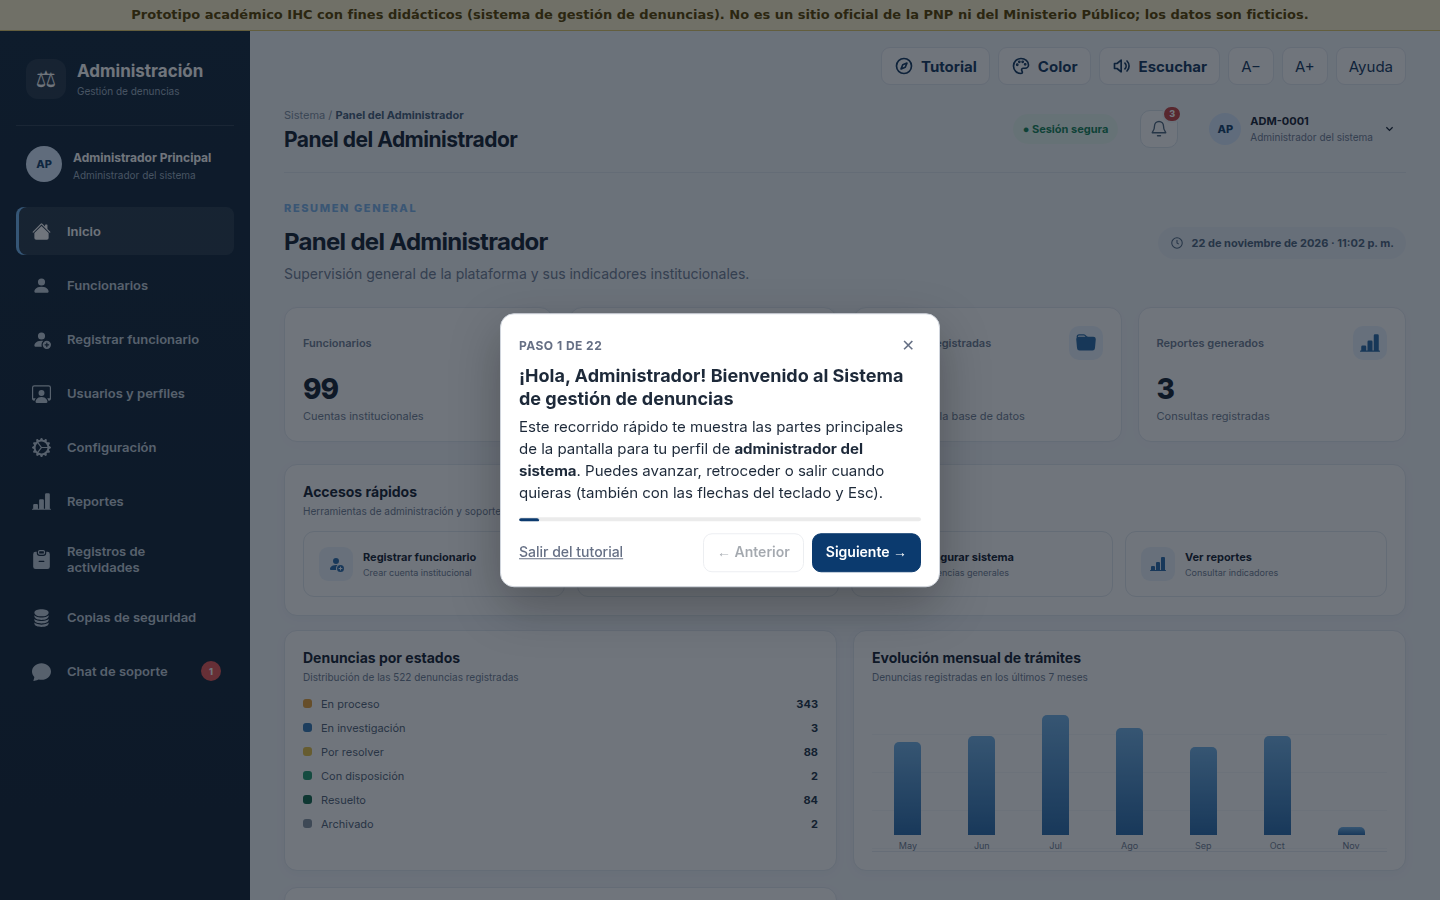 Prototipo académico IHC con fines didácticos (sistema de gestión de denuncias). No es un sitio oficial de la PNP ni del Ministerio Público; los datos son ficticios.
Administración
Gestión de denuncias
AP
Administrador Principal
Administrador del sistema
Inicio
Funcionarios
Registrar funcionario
Usuarios y perfiles
Configuración
Reportes
Registros de
actividades
Copias de seguridad
Chat de soporte
1
Tutorial
Color
Escuchar
A−
A+
Ayuda
Sistema / Panel del Administrador
Panel del Administrador
Sesión segura
3
AP
ADM-0001
Administrador del sistema
RESUMEN GENERAL
Panel del Administrador
Supervisión general de la plataforma y sus indicadores institucionales.
22 de noviembre de 2026 · 11:02 p. m.
Funcionarios
99
Cuentas institucionales
la base de datos
Reportes generados
3
Consultas registradas
PASO 1 DE 22
✕
¡Hola, Administrador! Bienvenido al Sistema
de gestión de denuncias
Este recorrido rápido te muestra las partes principales
de la pantalla para tu perfil de administrador del
sistema. Puedes avanzar, retroceder o salir cuando
quieras (también con las flechas del teclado y Esc).
Salir del tutorial
← Anterior
Siguiente →
Accesos rápidos
Herramientas de administración y soporte
Registrar funcionario
Crear cuenta institucional
gurar sistema
ncias generales
Ver reportes
Consultar indicadores
Denuncias por estados
Distribución de las 522 denuncias registradas
En proceso 343
En investigación 3
Por resolver 88
Con disposición 2
Resuelto 84
Archivado 2
Evolución mensual de trámites
Denuncias registradas en los últimos 7 meses
May Jun Jul Ago Sep Oct Nov